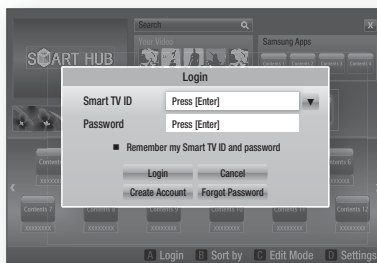 Search
X
Your Video
Samsung Apps
SMART HUB
Login
Smart TV ID
Press [Enter]
Password
Press [Enter]
Remember my Smart TV ID and password
Login
Cancel
Create Account
Forgot Password
Contents 7
Contents 12
XXXXXXXX
XXXXXXXX
A Login B Sort by C Edit Mode D Settings